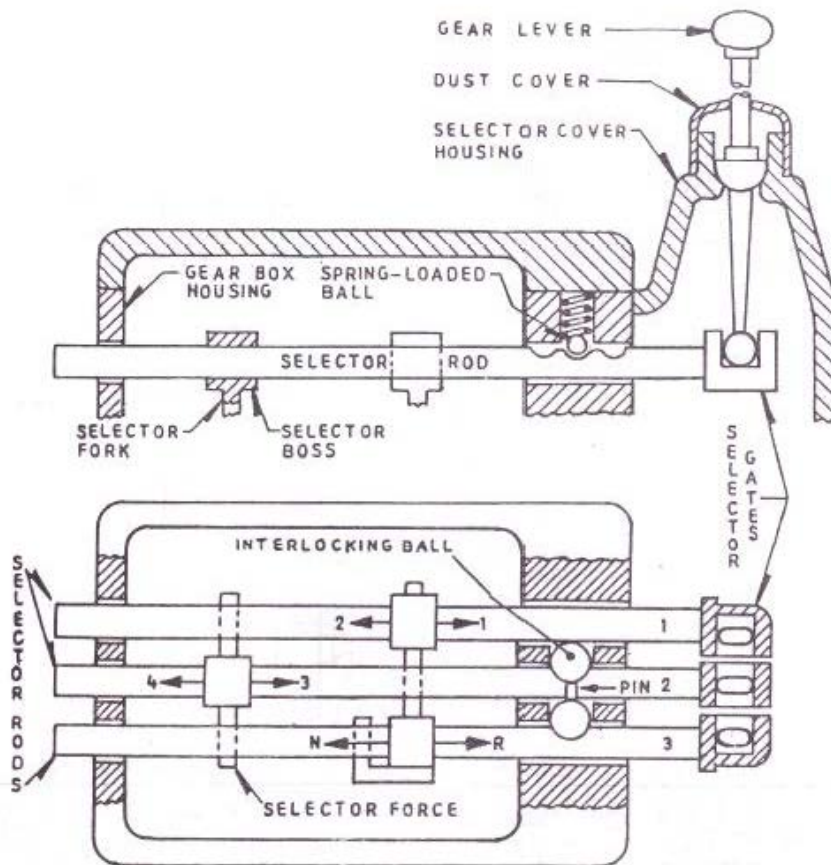 GEAR LEVER
DUST COVER
SELECTOR COVER
HOUSING
GEAR BOX
HOUSING
SPRING-LOADED
BALL
SELECTOR ROD
SELECTOR
FORK
SELECTOR
BOSS
SELECTOR
GATES
INTERLOCKING BALL
SELECTOR RODS
2 1 1
4 3 PIN 2
N R 3
SELECTOR FORCE